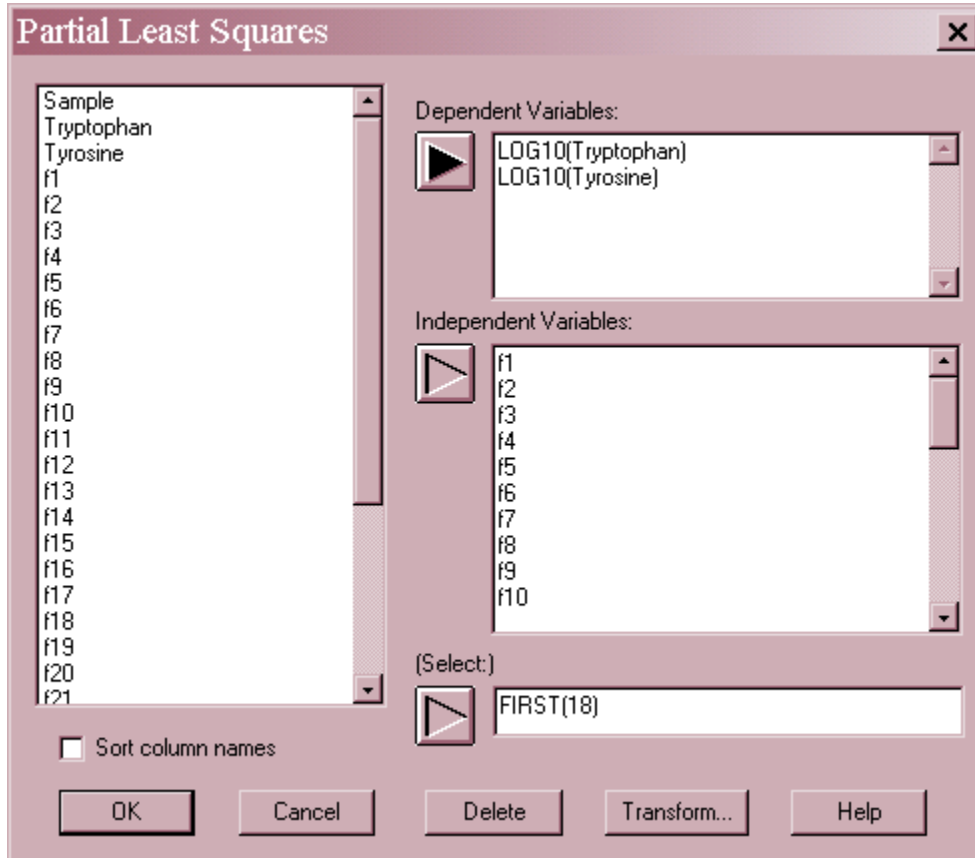 Partial Least Squares
Sample
Tryptophan
Tyrosine
f1
f2
f3
f4
f5
f6
f7
f8
f9
f10
f11
f12
f13
f14
f15
f16
f17
f18
f19
f20
f21
Sort column names
Dependent Variables:
LOG10(Tryptophan)
LOG10(Tyrosine)
Independent Variables:
f1
f2
f3
f4
f5
f6
f7
f8
f9
f10
(Select:)
FIRST(18)
OK
Cancel
Delete
Transform...
Help